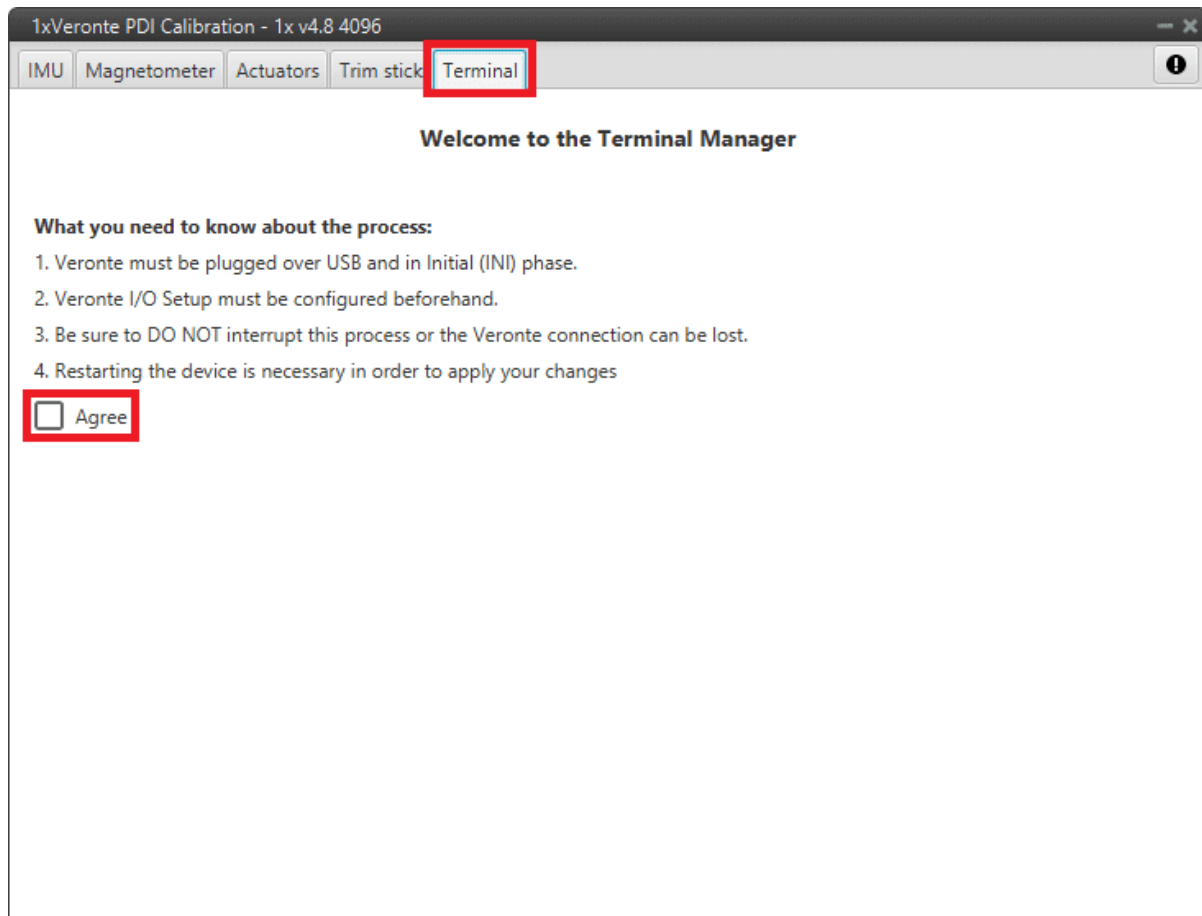 1xVeronte PDI Calibration - 1x v4.8 4096
IMU Magnetometer Actuators Trim stick Terminal
Welcome to the Terminal Manager
What you need to know about the process:
1. Veronte must be plugged over USB and in Initial (INI) phase.
2. Veronte I/O Setup must be configured beforehand.
3. Be sure to DO NOT interrupt this process or the Veronte connection can be lost.
4. Restarting the device is necessary in order to apply your changes
Agree